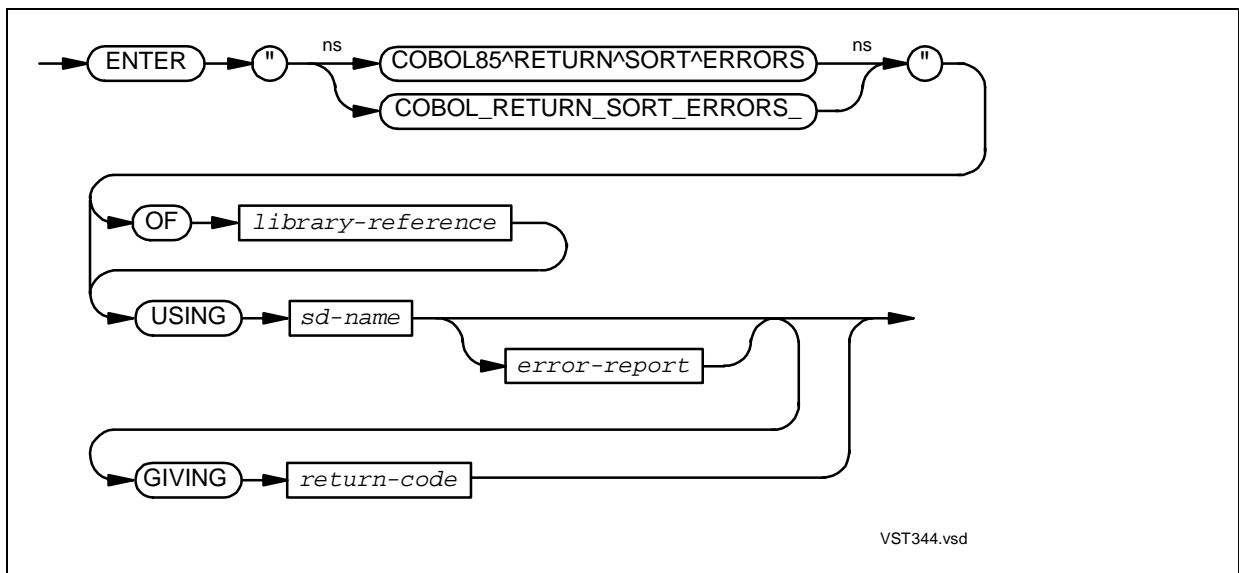 ENTER " ns COBOL85^RETURN^SORT^ERRORS ns "
COBOL_RETURN_SORT_ERRORS_
OF library-reference
USING sd-name
error-report
GIVING return-code
VST344.vsd